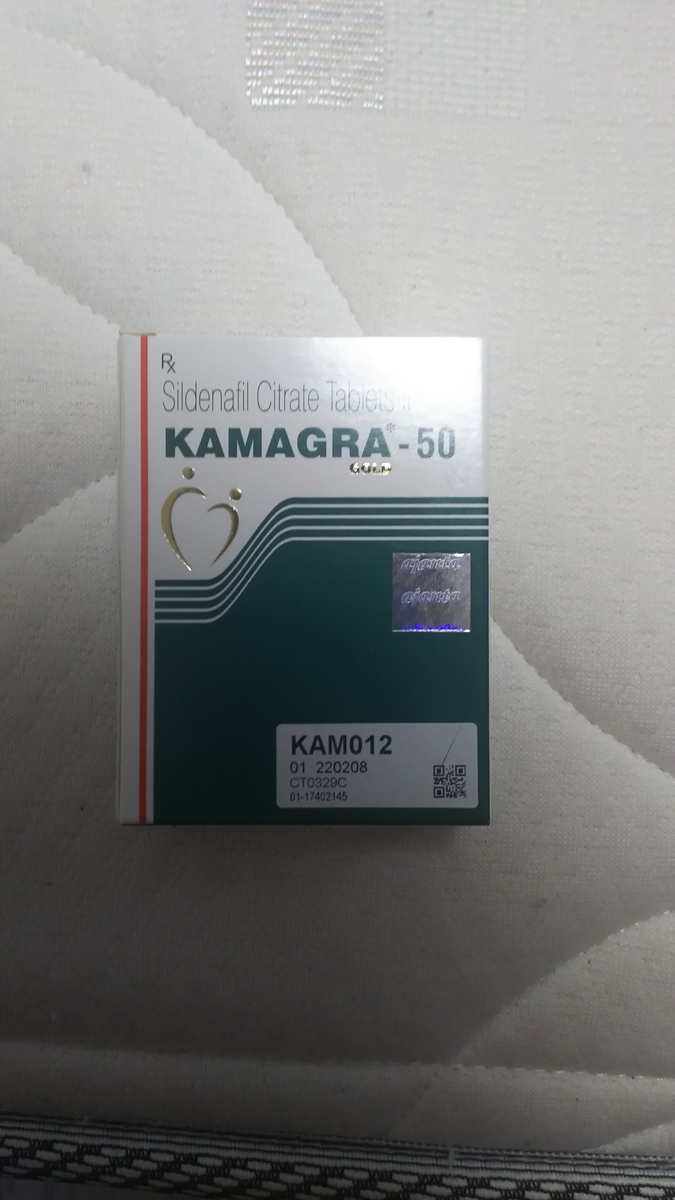 Rx
Sildenafil Citrate Tablets
KAMAGRA* - 50
GOLD
ajanta
ajanta
KAM012
01 220208
CT0329C
01-17402145